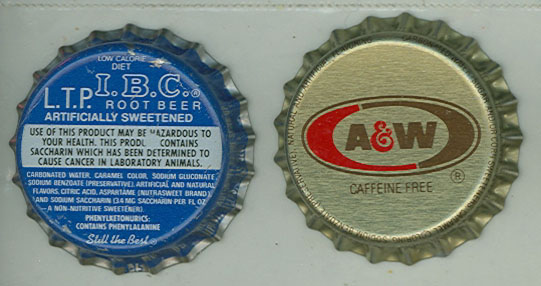 LOW CALORIE
DIET
L.T.P. I.B.C.®
ROOT BEER
ARTIFICIALLY SWEETENED
USE OF THIS PRODUCT MAY BE HAZARDOUS TO
YOUR HEALTH. THIS PRODU CONTAINS
SACCHARIN WHICH HAS BEEN DETERMINED TO
CAUSE CANCER IN LABORATORY ANIMALS.
CARBONATED WATER, CARAMEL COLOR, SODIUM GLUCONATE,
SODIUM BENZOATE (PRESERVATIVE), ARTIFICIAL AND NATURAL
FLAVORS, CITRIC ACID, ASPARTAME (NUTRASWEET BRAND)
AND SODIUM SACCHARIN (3.4 MG SACCHARIN PER FL OZ
—A NON-NUTRITIVE SWEETENER).
PHENYLKETONURICS:
CONTAINS PHENYLALANINE
Still the Best
A&W
®
CAFFEINE FREE